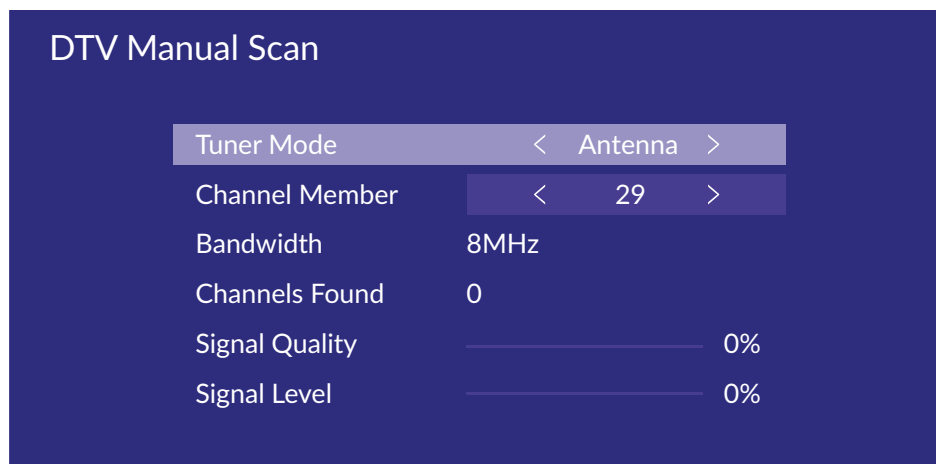 DTV Manual Scan
Tuner Mode < Antenna >
Channel Member < 29 >
Bandwidth 8MHz
Channels Found 0
Signal Quality 0%
Signal Level 0%